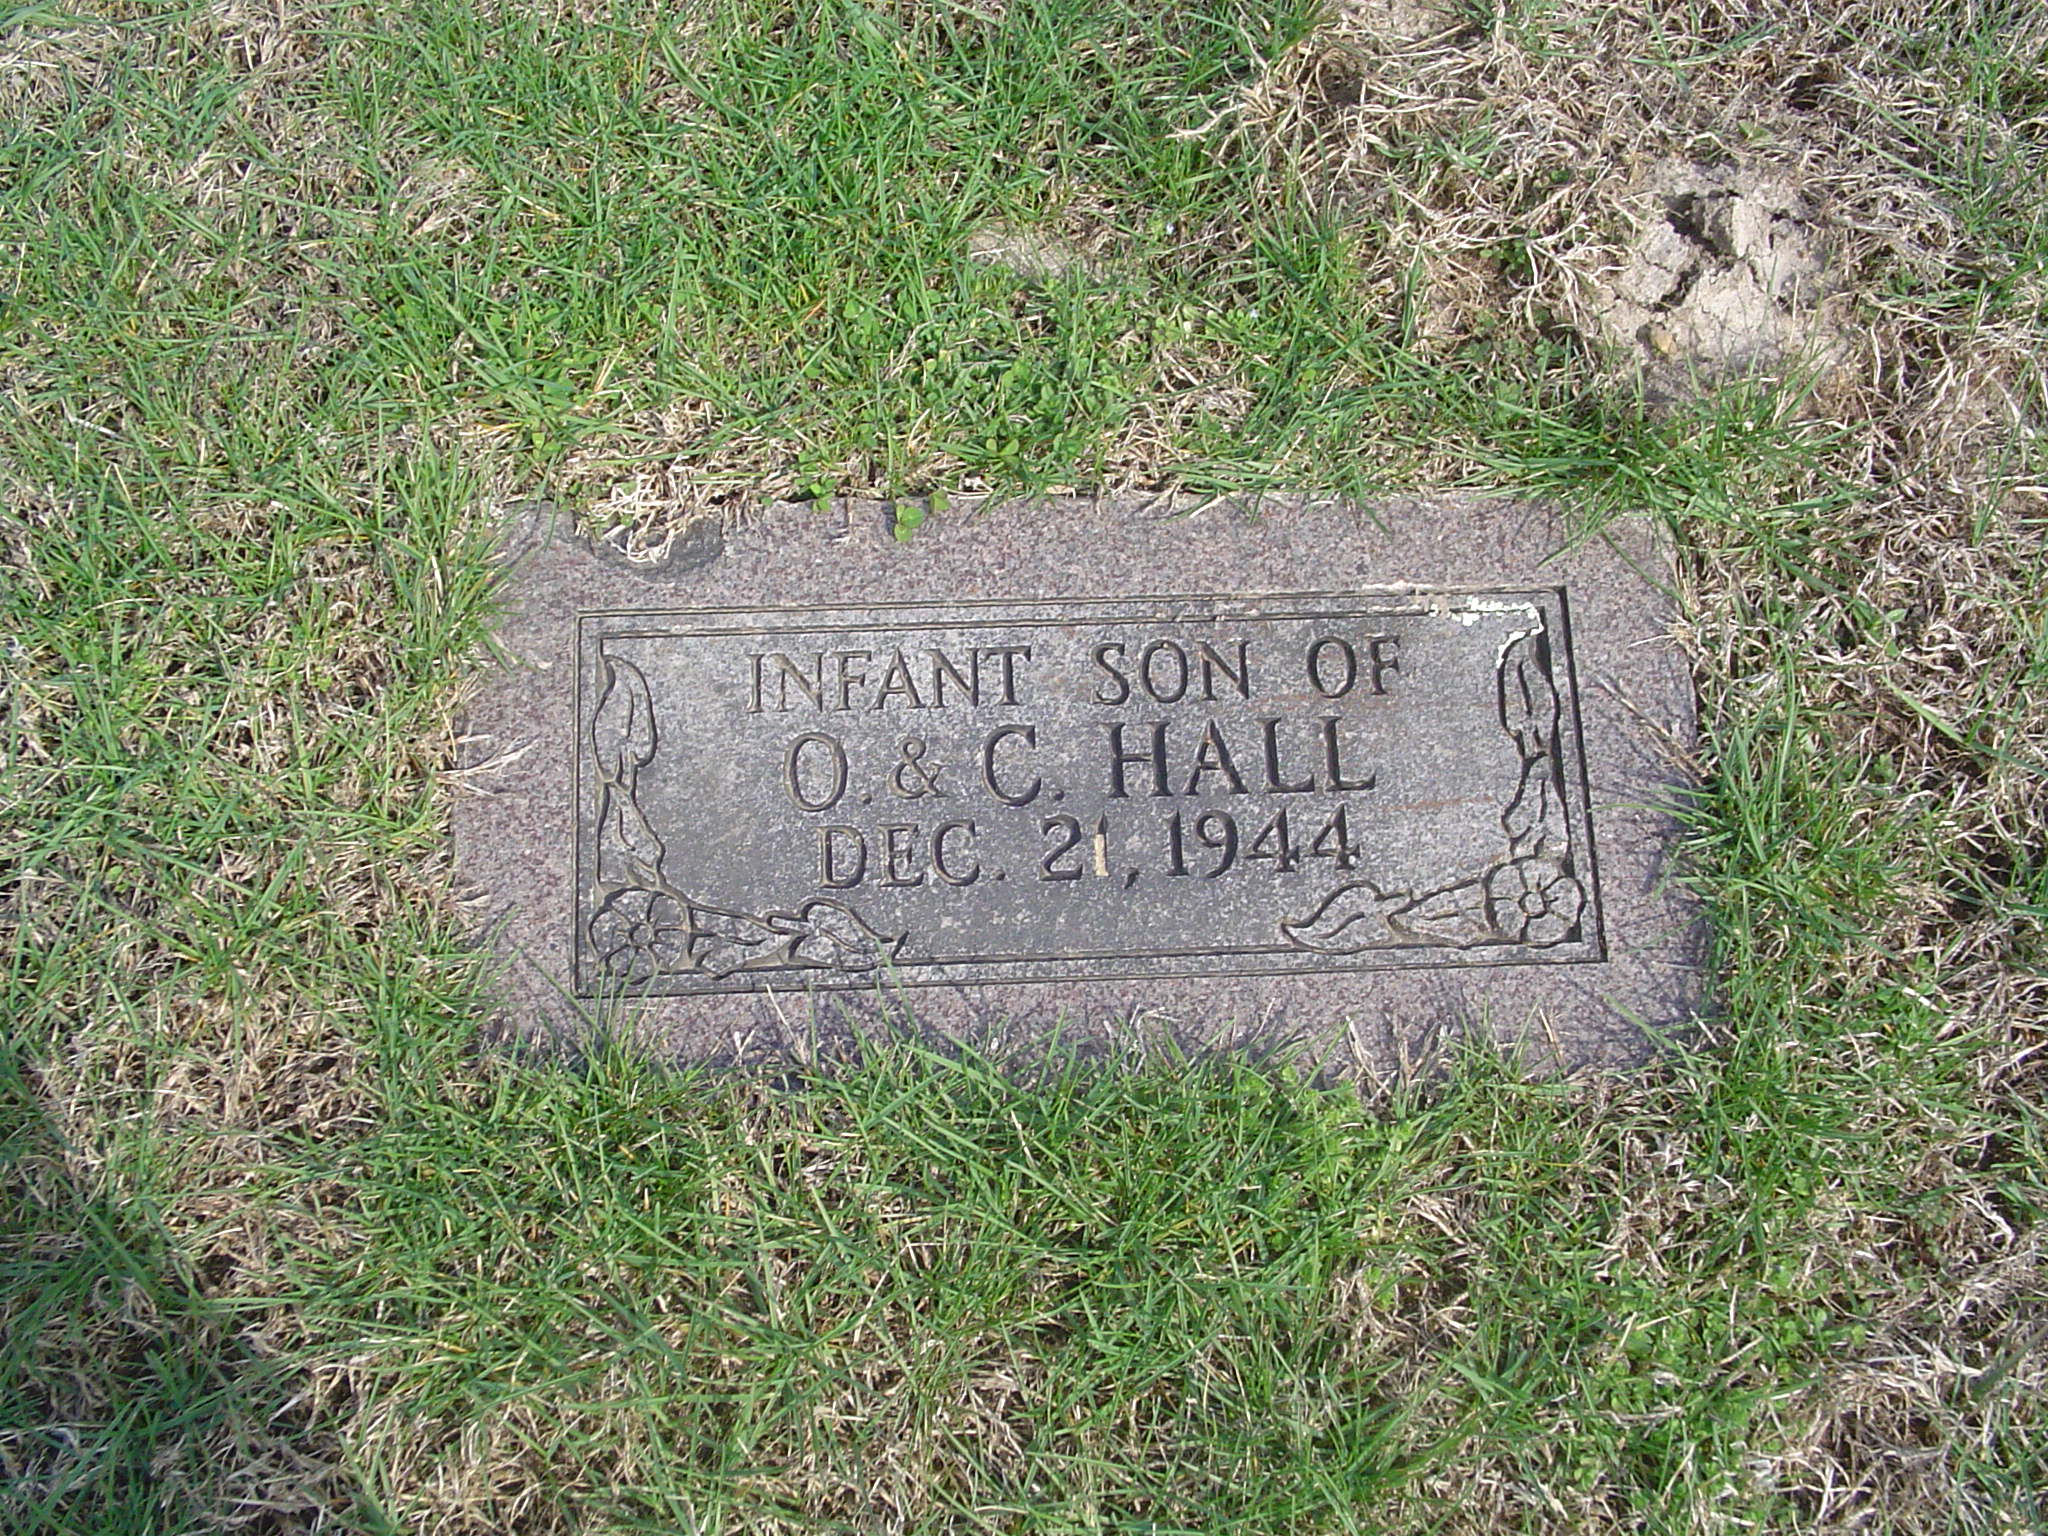 INFANT SON OF
O. & C. HALL
DEC. 21, 1944